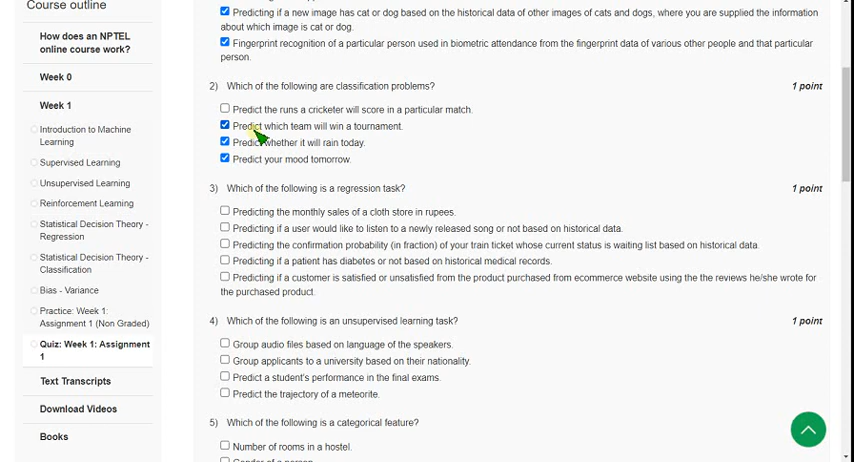 Course outline
How does an NPTEL
online course work?
Week 0
Week 1
Introduction to Machine
Learning
Supervised Learning
Unsupervised Learning
Reinforcement Learning
Statistical Decision Theory -
Regression
Statistical Decision Theory -
Classification
Bias - Variance
Practice: Week 1:
Assignment 1 (Non Graded)
Quiz: Week 1: Assignment
1
Text Transcripts
Download Videos
Books
Predicting if a new image has cat or dog based on the historical data of other images of cats and dogs, where you are supplied the information
about which image is cat or dog.
Fingerprint recognition of a particular person used in biometric attendance from the fingerprint data of various other people and that particular
person.
2) Which of the following are classification problems? 1 point
Predict the runs a cricketer will score in a particular match.
Predict which team will win a tournament.
Predict whether it will rain today.
Predict your mood tomorrow.
3) Which of the following is a regression task? 1 point
Predicting the monthly sales of a cloth store in rupees.
Predicting if a user would like to listen to a newly released song or not based on historical data.
Predicting the confirmation probability (in fraction) of your train ticket whose current status is waiting list based on historical data.
Predicting if a patient has diabetes or not based on historical medical records.
Predicting if a customer is satisfied or unsatisfied from the product purchased from ecommerce website using the the reviews he/she wrote for
the purchased product.
4) Which of the following is an unsupervised learning task? 1 point
Group audio files based on language of the speakers.
Group applicants to a university based on their nationality.
Predict a student's performance in the final exams.
Predict the trajectory of a meteorite.
5) Which of the following is a categorical feature? 1 point
Number of rooms in a hostel.
Gender of a person